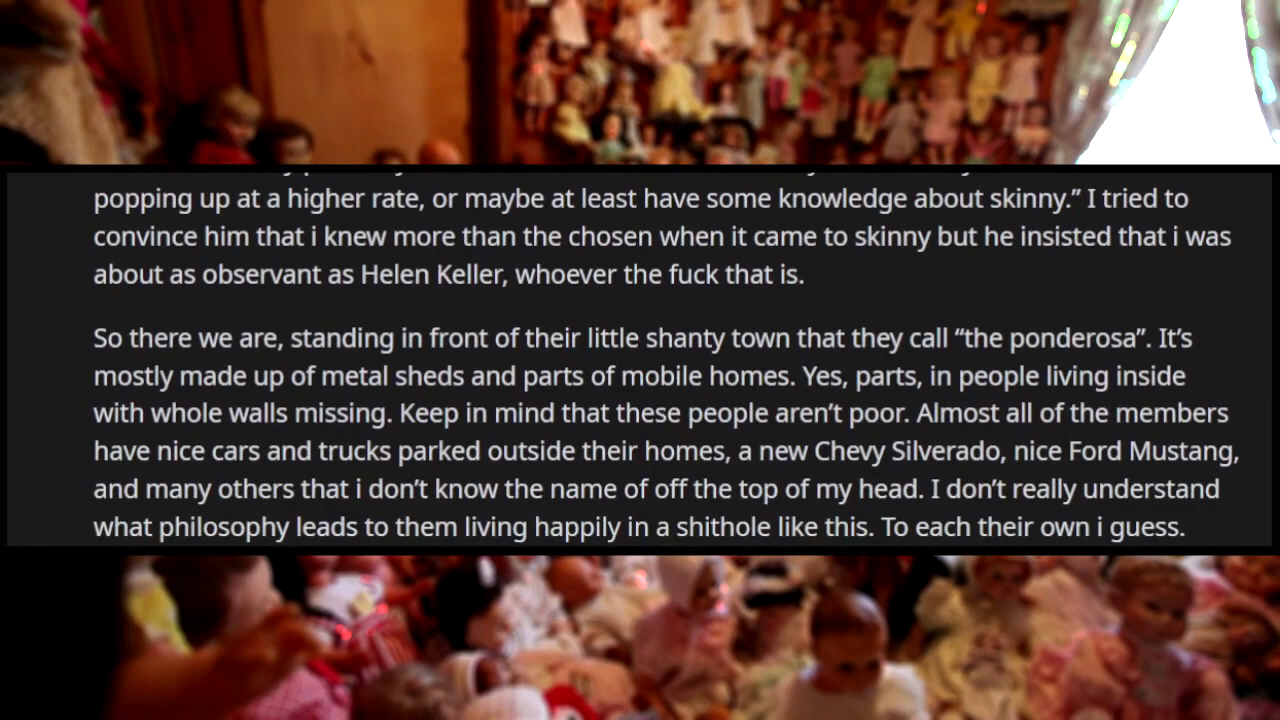 popping up at a higher rate, or maybe at least have some knowledge about skinny.” I tried to
convince him that i knew more than the chosen when it came to skinny but he insisted that i was
about as observant as Helen Keller, whoever the fuck that is.
So there we are, standing in front of their little shanty town that they call “the ponderosa”. It’s
mostly made up of metal sheds and parts of mobile homes. Yes, parts, in people living inside
with whole walls missing. Keep in mind that these people aren’t poor. Almost all of the members
have nice cars and trucks parked outside their homes, a new Chevy Silverado, nice Ford Mustang,
and many others that i don’t know the name of off the top of my head. I don’t really understand
what philosophy leads to them living happily in a shithole like this. To each their own i guess.